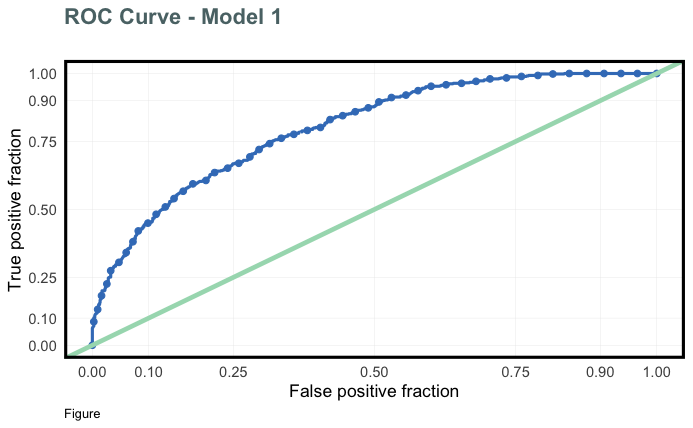 ROC Curve - Model 1
True positive fraction
1.00
0.90
0.75
0.50
0.25
0.10
0.00
0.00 0.10 0.25 0.50 0.75 0.90 1.00
False positive fraction
Figure